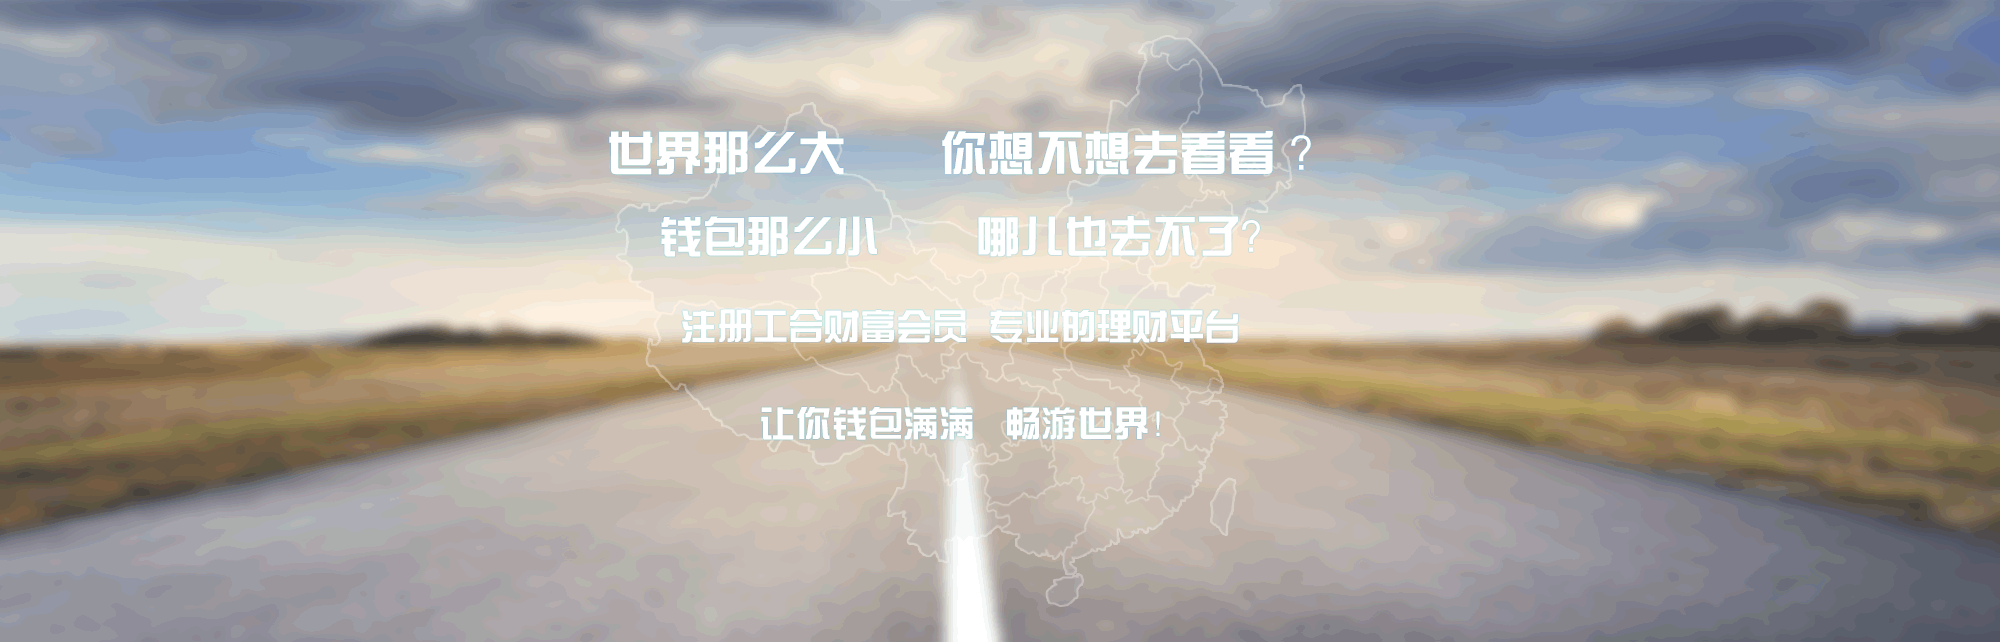 世界那么大 你想不想去看看？
钱包那么小 哪儿也去不了？
注册工合财富会员 专业的理财平台
让你钱包满满 畅游世界！